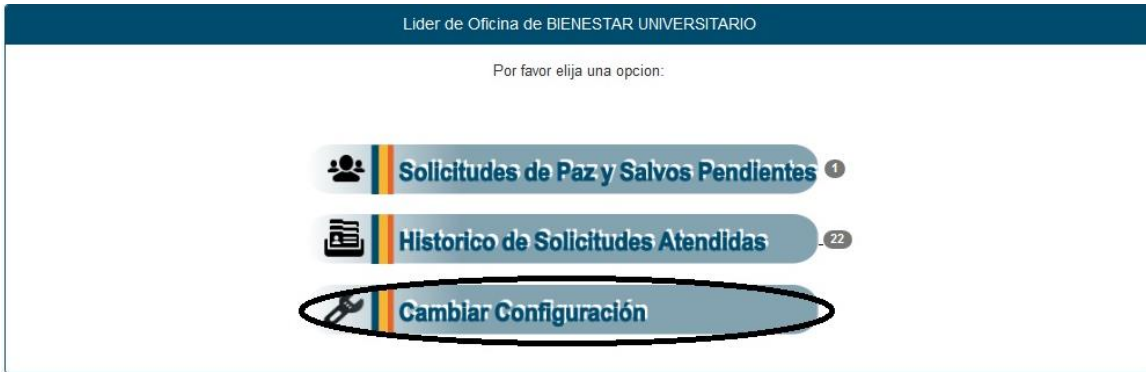 Lider de Oficina de BIENESTAR UNIVERSITARIO
Por favor elija una opcion:
Solicitudes de Paz y Salvos Pendientes 1
Historico de Solicitudes Atendidas 22
Cambiar Configuración